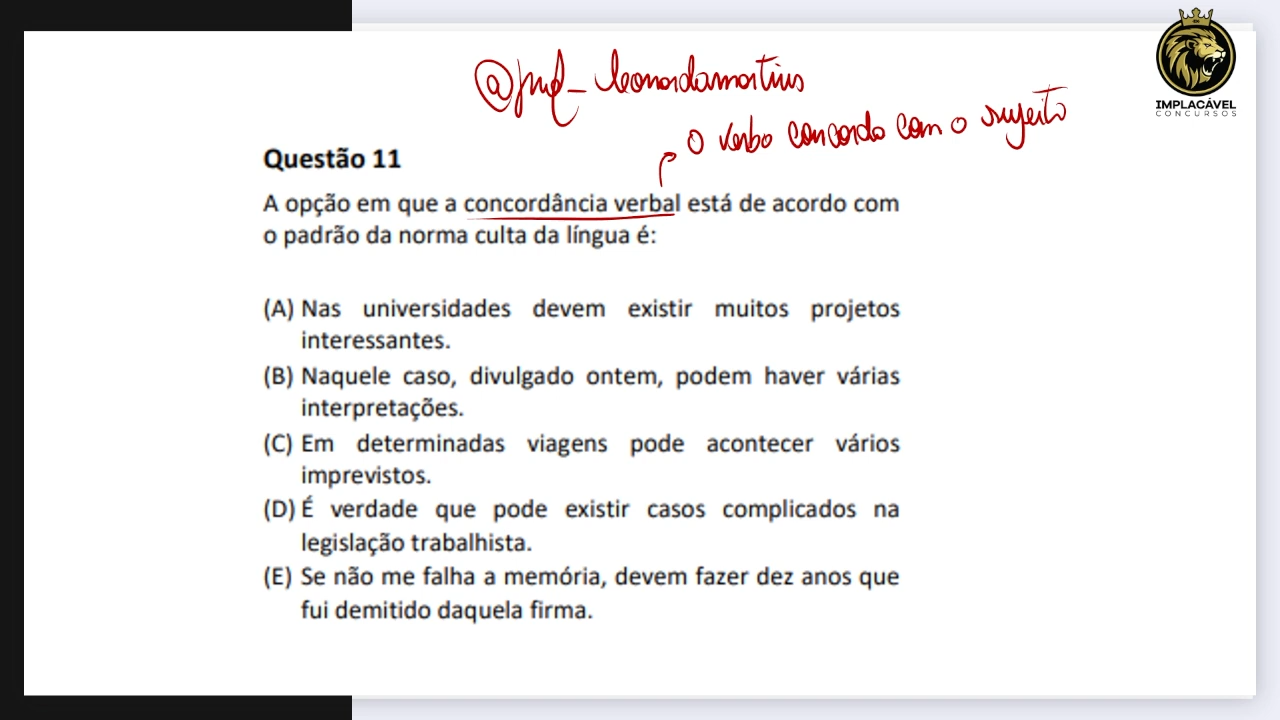 @prof_leonardamartins
O verbo concorda com o sujeito
IMPLACÁVEL
CONCURSOS
Questão 11
A opção em que a concordância verbal está de acordo com
o padrão da norma culta da língua é:
(A) Nas universidades devem existir muitos projetos
interessantes.
(B) Naquele caso, divulgado ontem, podem haver várias
interpretações.
(C) Em determinadas viagens pode acontecer vários
imprevistos.
(D) É verdade que pode existir casos complicados na
legislação trabalhista.
(E) Se não me falha a memória, devem fazer dez anos que
fui demitido daquela firma.